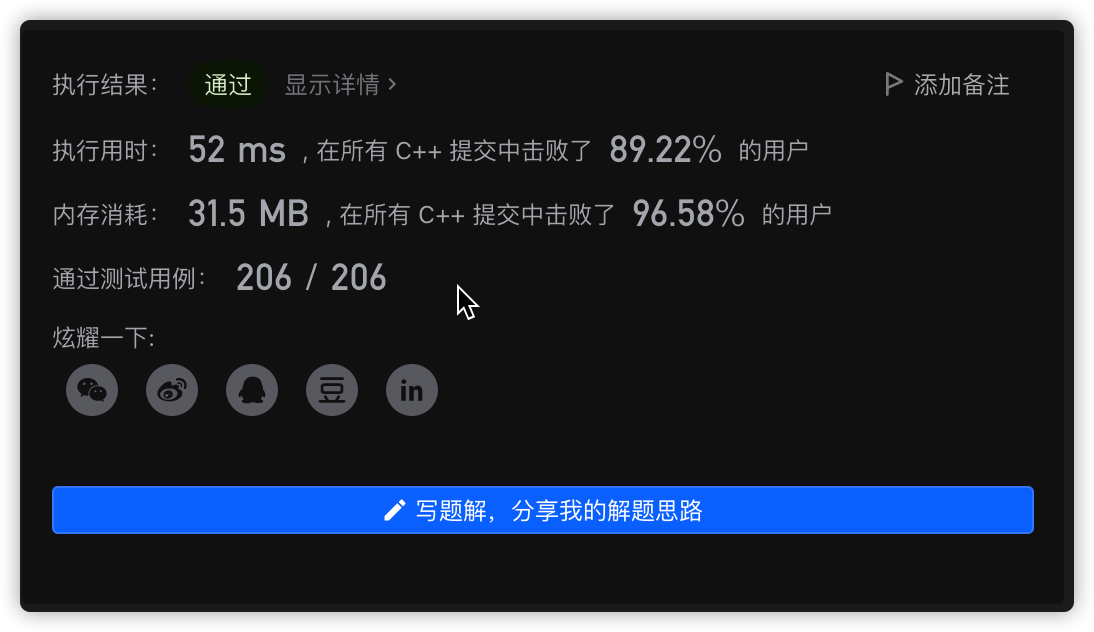 执行结果： 通过 显示详情 > 添加备注
执行用时： 52 ms , 在所有 C++ 提交中击败了 89.22% 的用户
内存消耗： 31.5 MB , 在所有 C++ 提交中击败了 96.58% 的用户
通过测试用例： 206 / 206
炫耀一下:
豆 in
写题解，分享我的解题思路